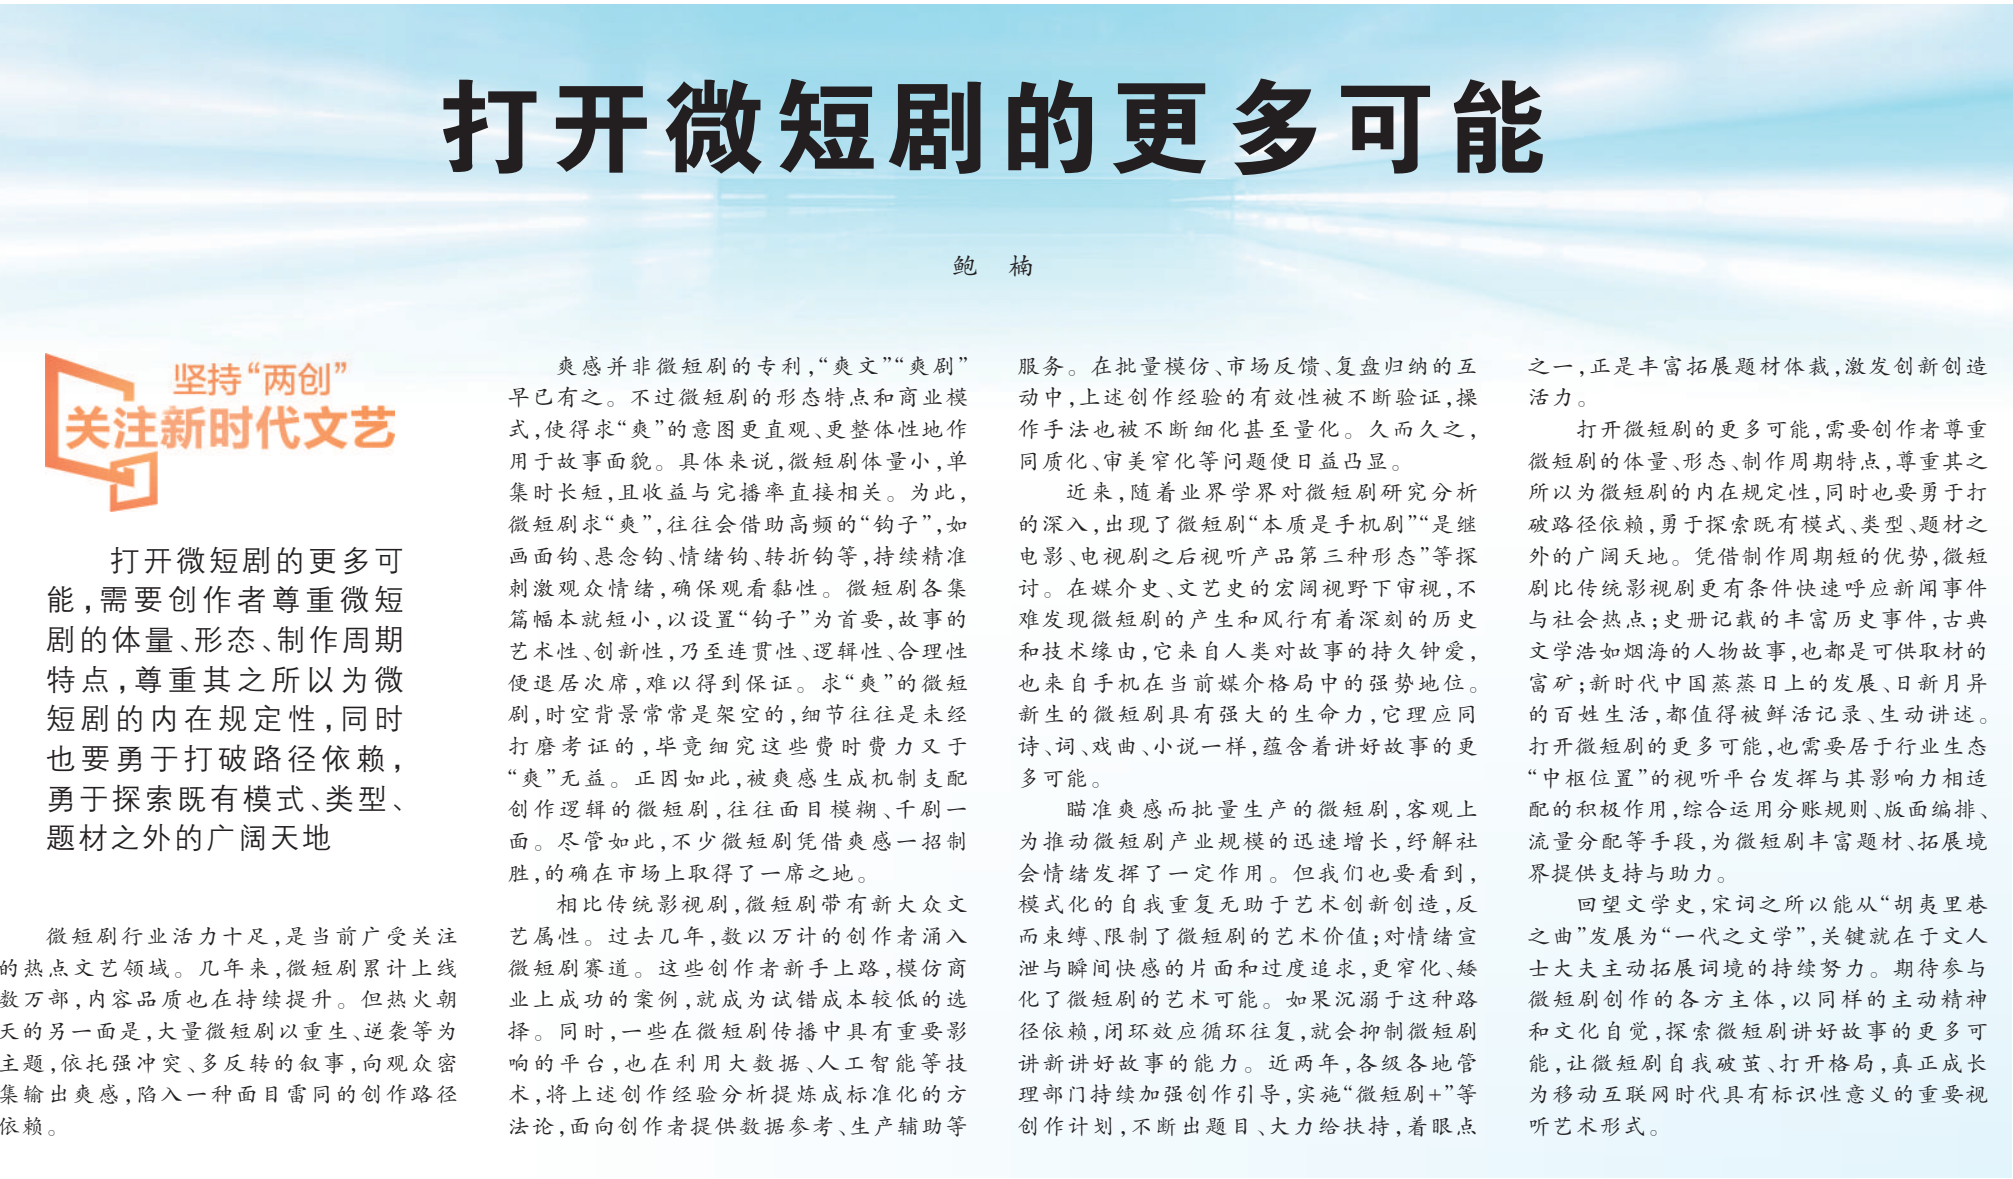 打开微短剧的更多可能
鲍 楠
坚持“两创”
关注新时代文艺
打开微短剧的更多可
能,需要创作者尊重微短
剧的体量、形态、制作周期
特点,尊重其之所以为微
短剧的内在规定性,同时
也要勇于打破路径依赖,
勇于探索既有模式、类型、
题材之外的广阔天地
微短剧行业活力十足,是当前广受关注
的热点文艺领域。几年来,微短剧累计上线
数万部,内容品质也在持续提升。但热火朝
天的另一面是,大量微短剧以重生、逆袭等为
主题,依托强冲突、多反转的叙事,向观众密
集输出爽感,陷入一种面目雷同的创作路径
依赖。
爽感并非微短剧的专利,“爽文”“爽剧”
早已有之。不过微短剧的形态特点和商业模
式,使得求“爽”的意图更直观、更整体性地作
用于故事面貌。具体来说,微短剧体量小,单
集时长短,且收益与完播率直接相关。为此,
微短剧求“爽”,往往会借助高频的“钩子”,如
画面钩、悬念钩、情绪钩、转折钩等,持续精准
刺激观众情绪,确保观看黏性。微短剧各集
篇幅本就短小,以设置“钩子”为首要,故事的
艺术性、创新性,乃至连贯性、逻辑性、合理性
便退居次席,难以得到保证。求“爽”的微短
剧,时空背景常常是架空的,细节往往是未经
打磨考证的,毕竟细究这些费时费力又于
“爽”无益。正因如此,被爽感生成机制支配
创作逻辑的微短剧,往往面目模糊、千剧一
面。尽管如此,不少微短剧凭借爽感一招制
胜,的确在市场上取得了一席之地。
相比传统影视剧,微短剧带有新大众文
艺属性。过去几年,数以万计的创作者涌入
微短剧赛道。这些创作者新手上路,模仿商
业上成功的案例,就成为试错成本较低的选
择。同时,一些在微短剧传播中具有重要影
响的平台,也在利用大数据、人工智能等技
术,将上述创作经验分析提炼成标准化的方
法论,面向创作者提供数据参考、生产辅助等
服务。在批量模仿、市场反馈、复盘归纳的互
动中,上述创作经验的有效性被不断验证,操
作手法也被不断细化甚至量化。久而久之,
同质化、审美窄化等问题便日益凸显。
近来,随着业界学界对微短剧研究分析
的深入,出现了微短剧“本质是手机剧”“是继
电影、电视剧之后视听产品第三种形态”等探
讨。在媒介史、文艺史的宏阔视野下审视,不
难发现微短剧的产生和风行有着深刻的历史
和技术缘由,它来自人类对故事的持久钟爱,
也来自手机在当前媒介格局中的强势地位。
新生的微短剧具有强大的生命力,它理应同
诗、词、戏曲、小说一样,蕴含着讲好故事的更
多可能。
瞄准爽感而批量生产的微短剧,客观上
为推动微短剧产业规模的迅速增长,纾解社
会情绪发挥了一定作用。但我们也要看到,
模式化的自我重复无助于艺术创新创造,反
而束缚、限制了微短剧的艺术价值;对情绪宣
泄与瞬间快感的片面和过度追求,更窄化、矮
化了微短剧的艺术可能。如果沉溺于这种路
径依赖,闭环效应循环往复,就会抑制微短剧
讲新讲好故事的能力。近两年,各级各地管
理部门持续加强创作引导,实施“微短剧+”等
创作计划,不断出题目、大力给扶持,着眼点
之一,正是丰富拓展题材体裁,激发创新创造
活力。
打开微短剧的更多可能,需要创作者尊重
微短剧的体量、形态、制作周期特点,尊重其之
所以为微短剧的内在规定性,同时也要勇于打
破路径依赖,勇于探索既有模式、类型、题材之
外的广阔天地。凭借制作周期短的优势,微短
剧比传统影视剧更有条件快速呼应新闻事件
与社会热点;史册记载的丰富历史事件,古典
文学浩如烟海的人物故事,也都是可供取材的
富矿;新时代中国蒸蒸日上的发展、日新月异
的百姓生活,都值得被鲜活记录、生动讲述。
打开微短剧的更多可能,也需要居于行业生态
“中枢位置”的视听平台发挥与其影响力相适
配的积极作用,综合运用分账规则、版面编排、
流量分配等手段,为微短剧丰富题材、拓展境
界提供支持与助力。
回望文学史,宋词之所以能从“胡夷里巷
之曲”发展为“一代之文学”,关键就在于文人
士大夫主动拓展词境的持续努力。期待参与
微短剧创作的各方主体,以同样的主动精神
和文化自觉,探索微短剧讲好故事的更多可
能,让微短剧自我破茧、打开格局,真正成长
为移动互联网时代具有标识性意义的重要视
听艺术形式。